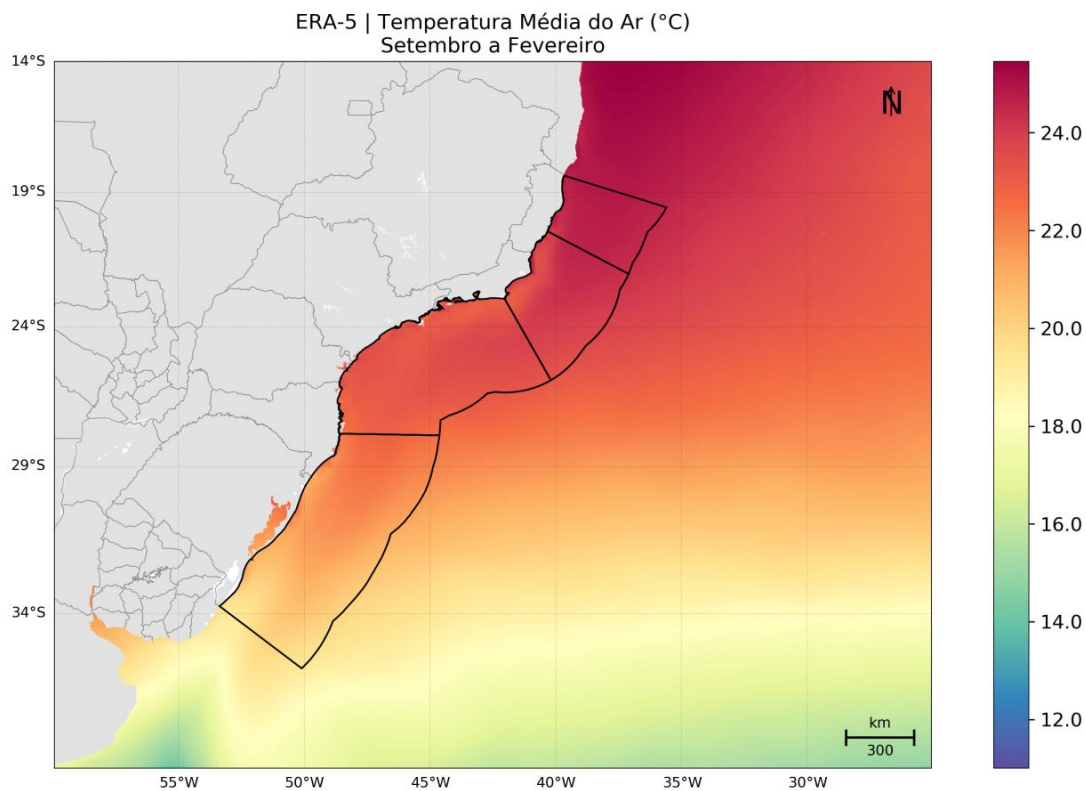 ERA-5 | Temperatura Média do Ar (°C)
Setembro a Fevereiro
14°S
19°S
24°S
29°S
34°S
55°W
50°W
45°W
40°W
35°W
30°W
N
km
300
24.0
22.0
20.0
18.0
16.0
14.0
12.0